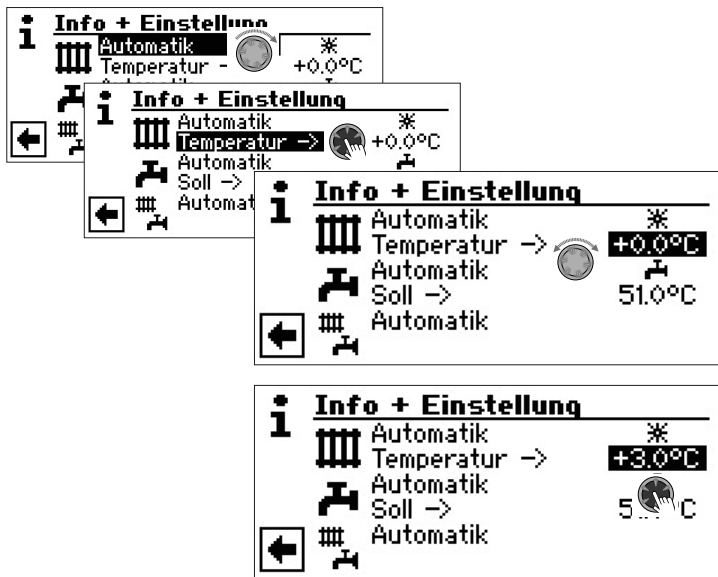 i Info + Einstellung
Automatik
Temperatur -
+0.0°C
i Info + Einstellung
Automatik
Temperatur –>
+0.0°C
Automatik
Soll –>
i Info + Einstellung
Automatik
Temperatur –> +0.0°C
Automatik
Soll –> 51.0°C
Automatik
i Info + Einstellung
Automatik
Temperatur –> +3.0°C
Automatik
Soll –>
Automatik